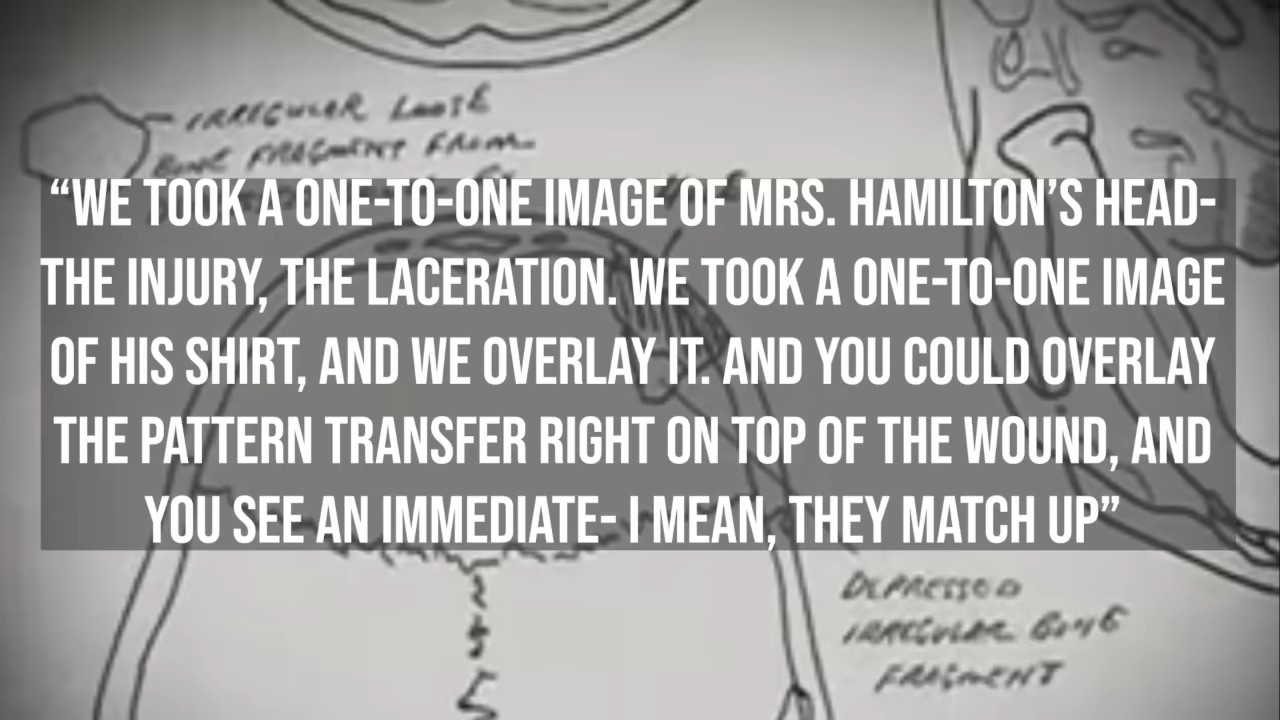 IRREGULAR LOOSE
BONE FRAGMENT FROM
“WE TOOK A ONE-TO-ONE IMAGE OF MRS. HAMILTON’S HEAD-
THE INJURY, THE LACERATION. WE TOOK A ONE-TO-ONE IMAGE
OF HIS SHIRT, AND WE OVERLAY IT. AND YOU COULD OVERLAY
THE PATTERN TRANSFER RIGHT ON TOP OF THE WOUND, AND
YOU SEE AN IMMEDIATE- I MEAN, THEY MATCH UP”
DEPRESSED
IRREGULAR BONE
FRAGMENT